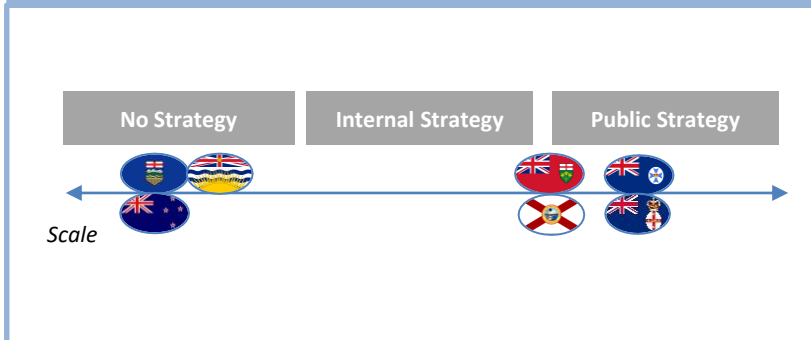 No Strategy
Internal Strategy
Public Strategy
Scale